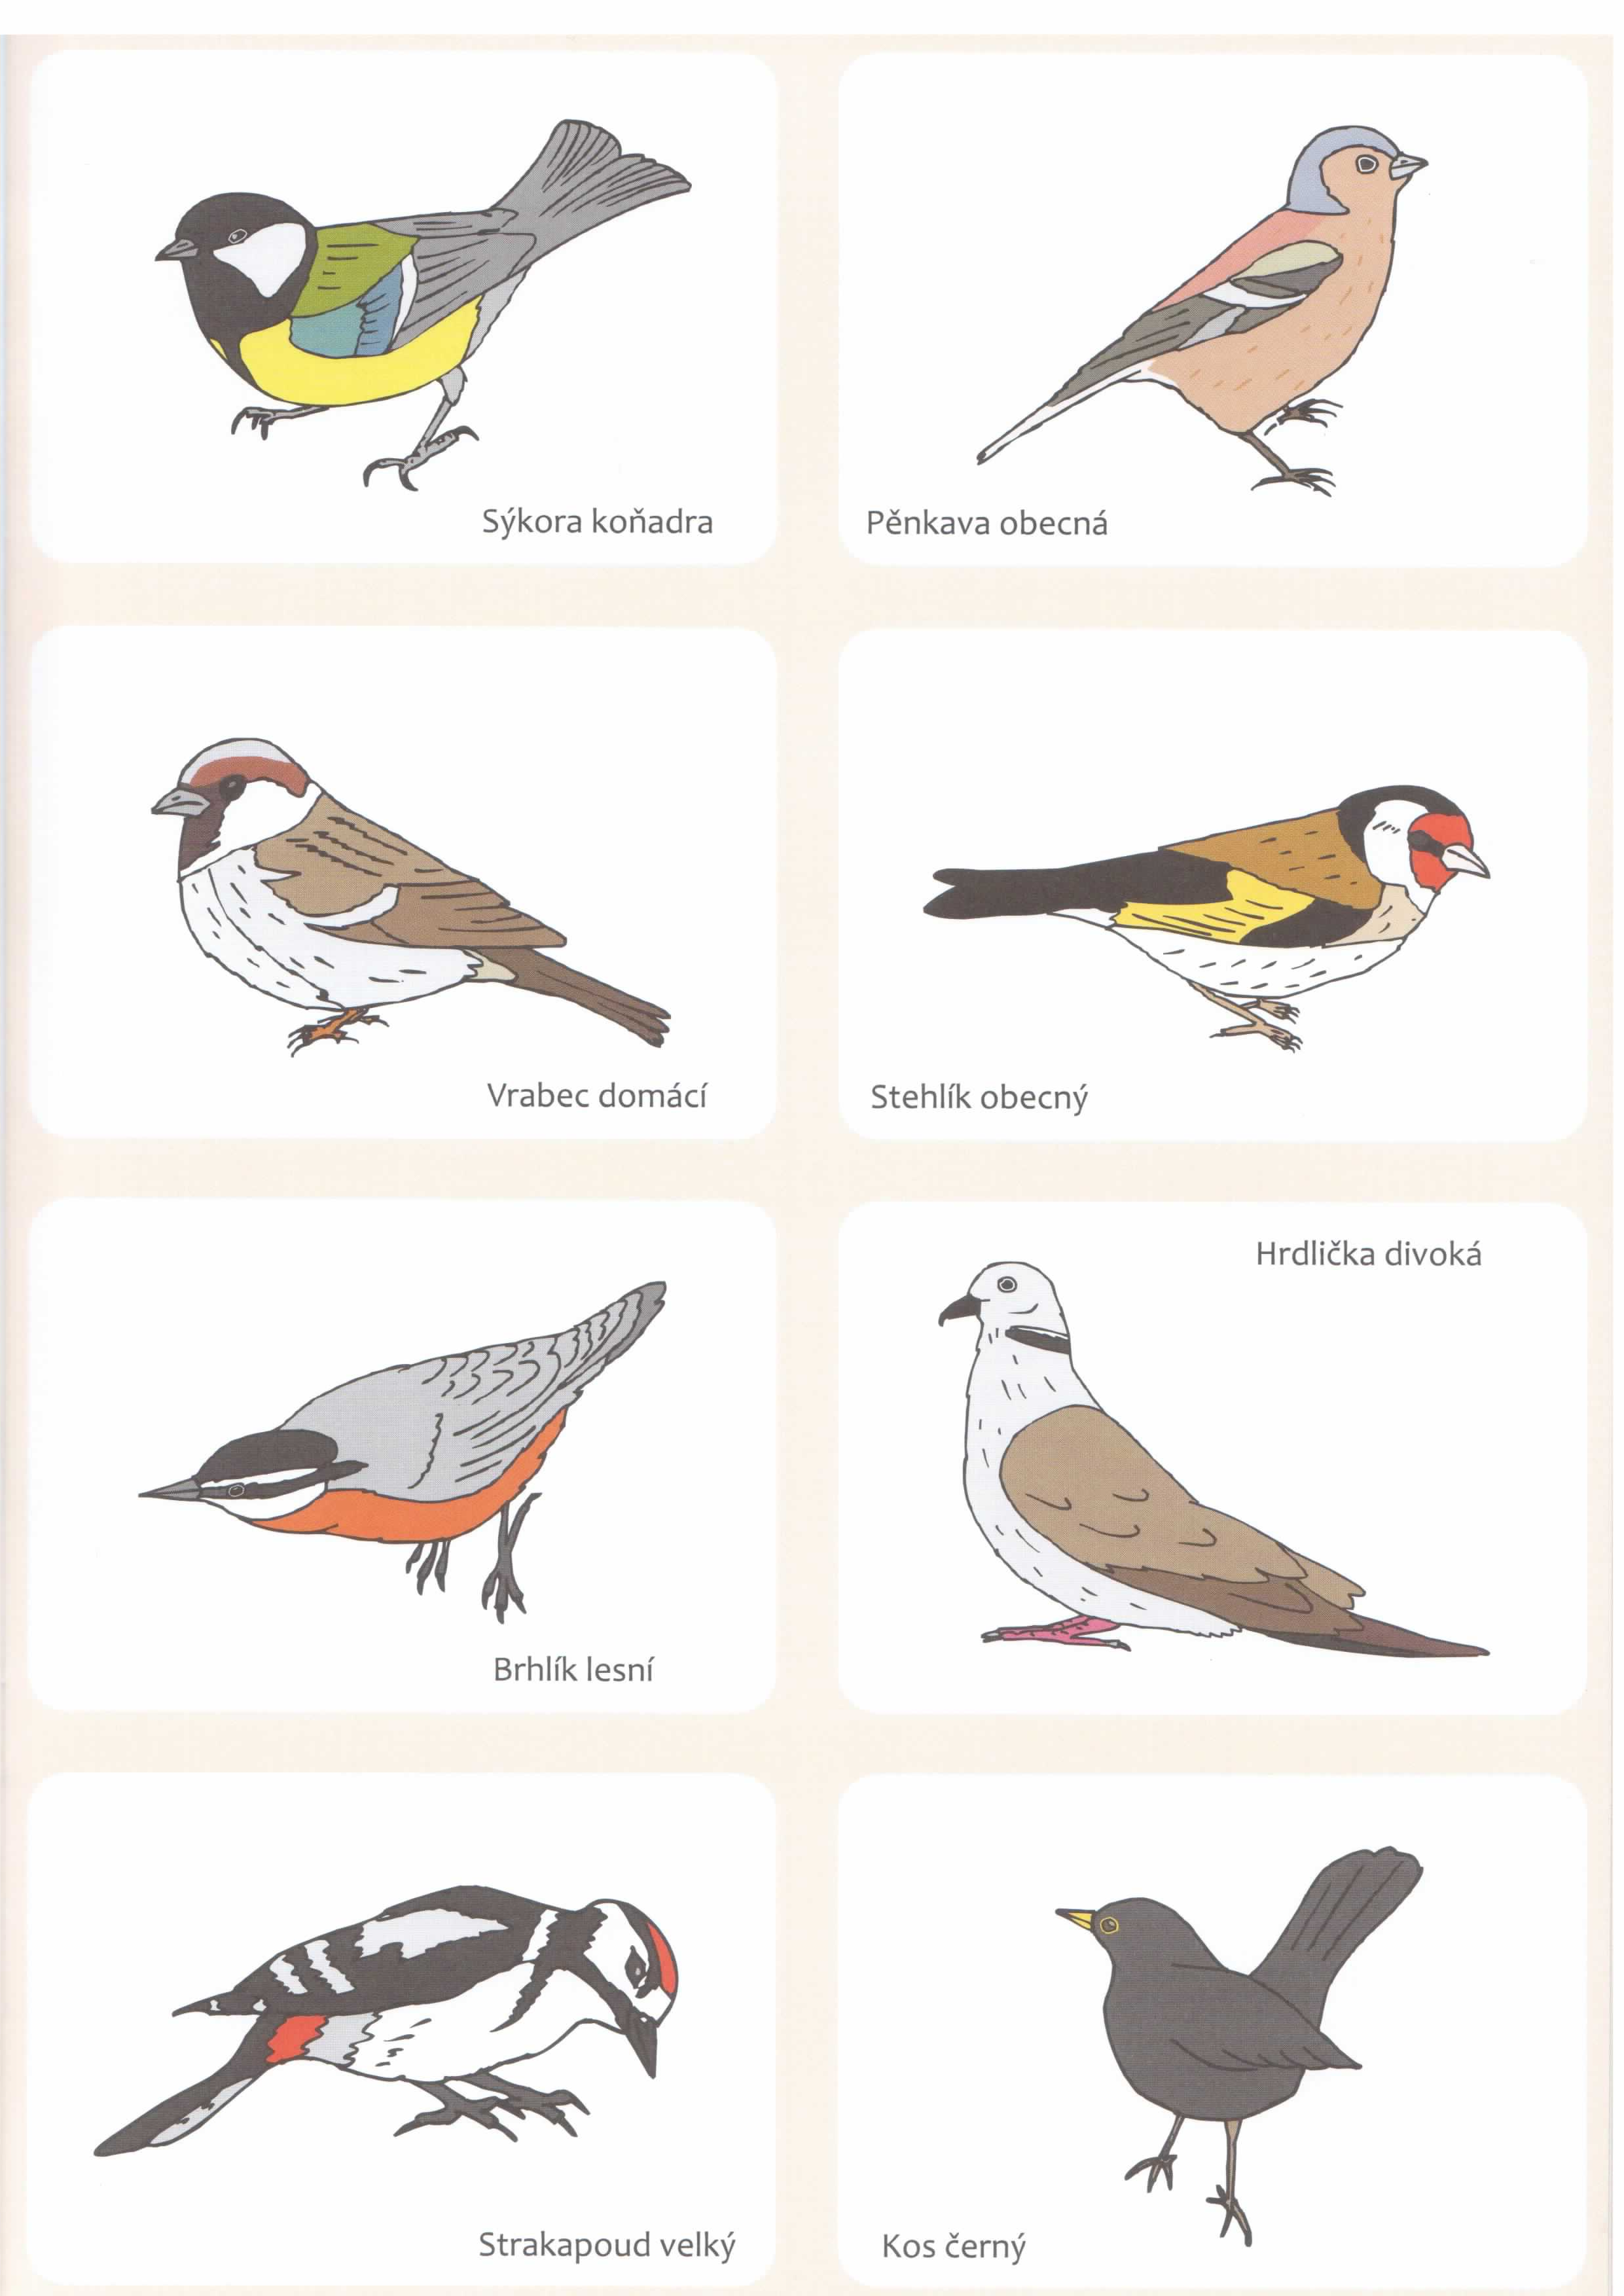 Sýkora koňadra
Pěnkava obecná
Vrabec domácí
Stehlík obecný
Brhlík lesní
Hrdlička divoká
Strakapoud velký
Kos černý